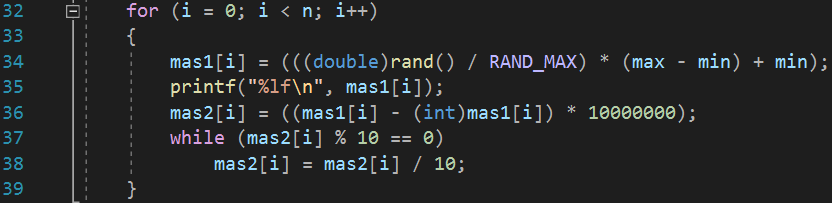 32 for (i = 0; i < n; i++)
33 {
34 mas1[i] = (((double)rand() / RAND_MAX) * (max - min) + min);
35 printf("%lf\n", mas1[i]);
36 mas2[i] = ((mas1[i] - (int)mas1[i]) * 10000000);
37 while (mas2[i] % 10 == 0)
38 mas2[i] = mas2[i] / 10;
39 }